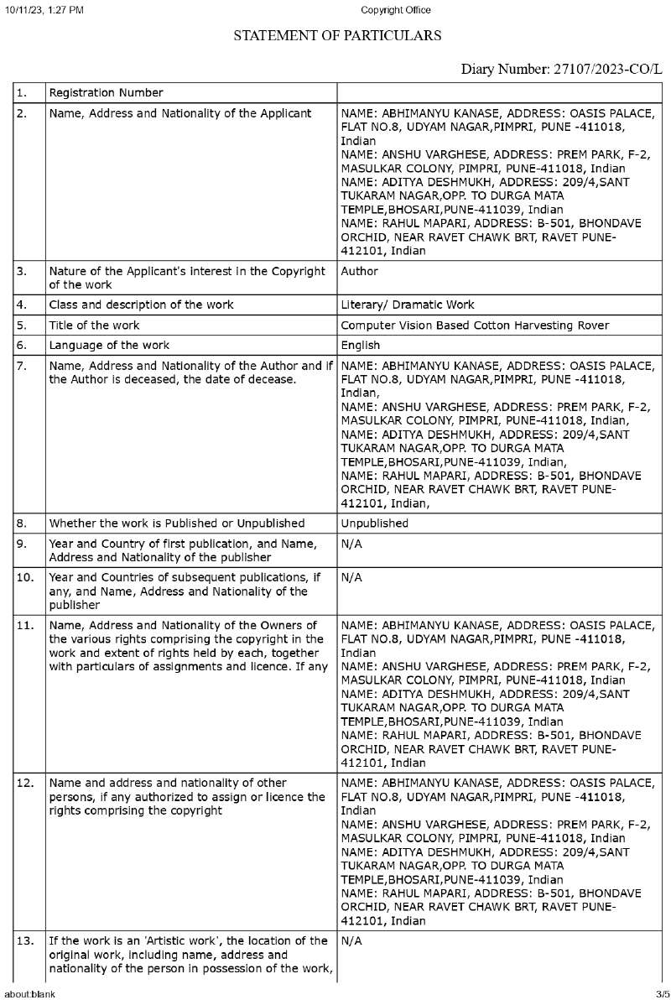 10/11/23, 1:27 PM
Copyright Office
STATEMENT OF PARTICULARS
Diary Number: 27107/2023-CO/L
1.
Registration Number
2.
Name, Address and Nationality of the Applicant
NAME: ABHIMANYU KANASE, ADDRESS: OASIS PALACE,
FLAT NO.8, UDYAM NAGAR,PIMPRI, PUNE -411018,
Indian
NAME: ANSHU VARGHESE, ADDRESS: PREM PARK, F-2,
MASULKAR COLONY, PIMPRI, PUNE-411018, Indian
NAME: ADITYA DESHMUKH, ADDRESS: 209/4,SANT
TUKARAM NAGAR,OPP. TO DURGA MATA
TEMPLE,BHOSARI,PUNE-411039, Indian
NAME: RAHUL MAPARI, ADDRESS: B-501, BHONDAVE
ORCHID, NEAR RAVET CHAWK BRT, RAVET PUNE-
412101, Indian
3.
Nature of the Applicant's interest in the Copyright
of the work
Author
4.
Class and description of the work
Literary/ Dramatic Work
5.
Title of the work
Computer Vision Based Cotton Harvesting Rover
6.
Language of the work
English
7.
Name, Address and Nationality of the Author and if
the Author is deceased, the date of decease.
NAME: ABHIMANYU KANASE, ADDRESS: OASIS PALACE,
FLAT NO.8, UDYAM NAGAR,PIMPRI, PUNE -411018,
Indian,
NAME: ANSHU VARGHESE, ADDRESS: PREM PARK, F-2,
MASULKAR COLONY, PIMPRI, PUNE-411018, Indian,
NAME: ADITYA DESHMUKH, ADDRESS: 209/4,SANT
TUKARAM NAGAR,OPP. TO DURGA MATA
TEMPLE,BHOSARI,PUNE-411039, Indian,
NAME: RAHUL MAPARI, ADDRESS: B-501, BHONDAVE
ORCHID, NEAR RAVET CHAWK BRT, RAVET PUNE-
412101, Indian,
8.
Whether the work is Published or Unpublished
Unpublished
9.
Year and Country of first publication, and Name,
Address and Nationality of the publisher
N/A
10.
Year and Countries of subsequent publications, if
any, and Name, Address and Nationality of the
publisher
N/A
11.
Name, Address and Nationality of the Owners of
the various rights comprising the copyright in the
work and extent of rights held by each, together
with particulars of assignments and licence. If any
NAME: ABHIMANYU KANASE, ADDRESS: OASIS PALACE,
FLAT NO.8, UDYAM NAGAR,PIMPRI, PUNE -411018,
Indian
NAME: ANSHU VARGHESE, ADDRESS: PREM PARK, F-2,
MASULKAR COLONY, PIMPRI, PUNE-411018, Indian
NAME: ADITYA DESHMUKH, ADDRESS: 209/4,SANT
TUKARAM NAGAR,OPP. TO DURGA MATA
TEMPLE,BHOSARI,PUNE-411039, Indian
NAME: RAHUL MAPARI, ADDRESS: B-501, BHONDAVE
ORCHID, NEAR RAVET CHAWK BRT, RAVET PUNE-
412101, Indian
12.
Name and address and nationality of other
persons, if any authorized to assign or licence the
rights comprising the copyright
NAME: ABHIMANYU KANASE, ADDRESS: OASIS PALACE,
FLAT NO.8, UDYAM NAGAR,PIMPRI, PUNE -411018,
Indian
NAME: ANSHU VARGHESE, ADDRESS: PREM PARK, F-2,
MASULKAR COLONY, PIMPRI, PUNE-411018, Indian
NAME: ADITYA DESHMUKH, ADDRESS: 209/4,SANT
TUKARAM NAGAR,OPP. TO DURGA MATA
TEMPLE,BHOSARI,PUNE-411039, Indian
NAME: RAHUL MAPARI, ADDRESS: B-501, BHONDAVE
ORCHID, NEAR RAVET CHAWK BRT, RAVET PUNE-
412101, Indian
13.
If the work is an 'Artistic work', the location of the
original work, including name, address and
nationality of the person in possession of the work,
N/A
about:blank
3/5